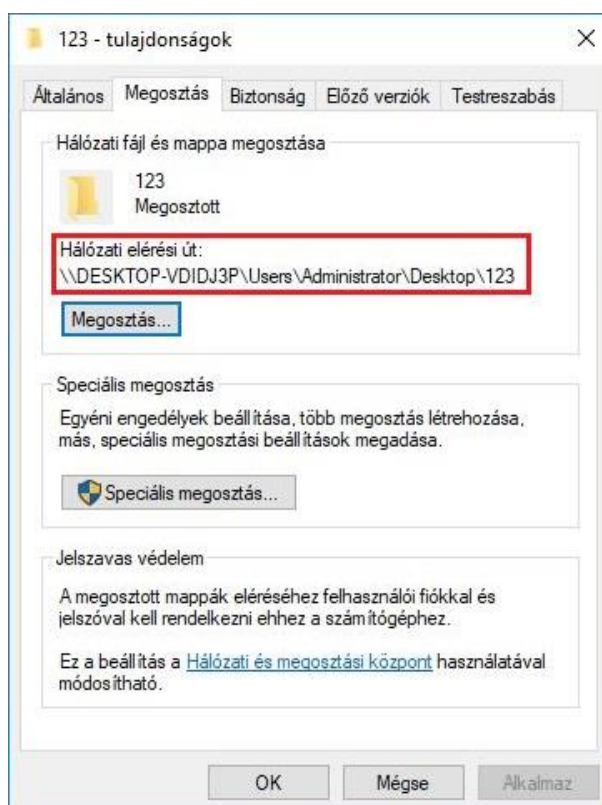 123 - tulajdonságok
Általános Megosztás Biztonság Előző verziók Testreszabás
Hálózati fájl és mappa megosztása
123
Megosztott
Hálózati elérési út:
\\DESKTOP-VDIDJ3P\Users\Administrator\Desktop\123
Megosztás...
Speciális megosztás
Egyéni engedélyek beállítása, több megosztás létrehozása,
más, speciális megosztási beállítások megadása.
Speciális megosztás...
Jelszavas védelem
A megosztott mappák eléréséhez felhasználói fiókkal és
jelszóval kell rendelkezni ehhez a számítógéphez.
Ez a beállítás a Hálózati és megosztási központ használatával
módosítható.
OK Mégse Alkalmaz